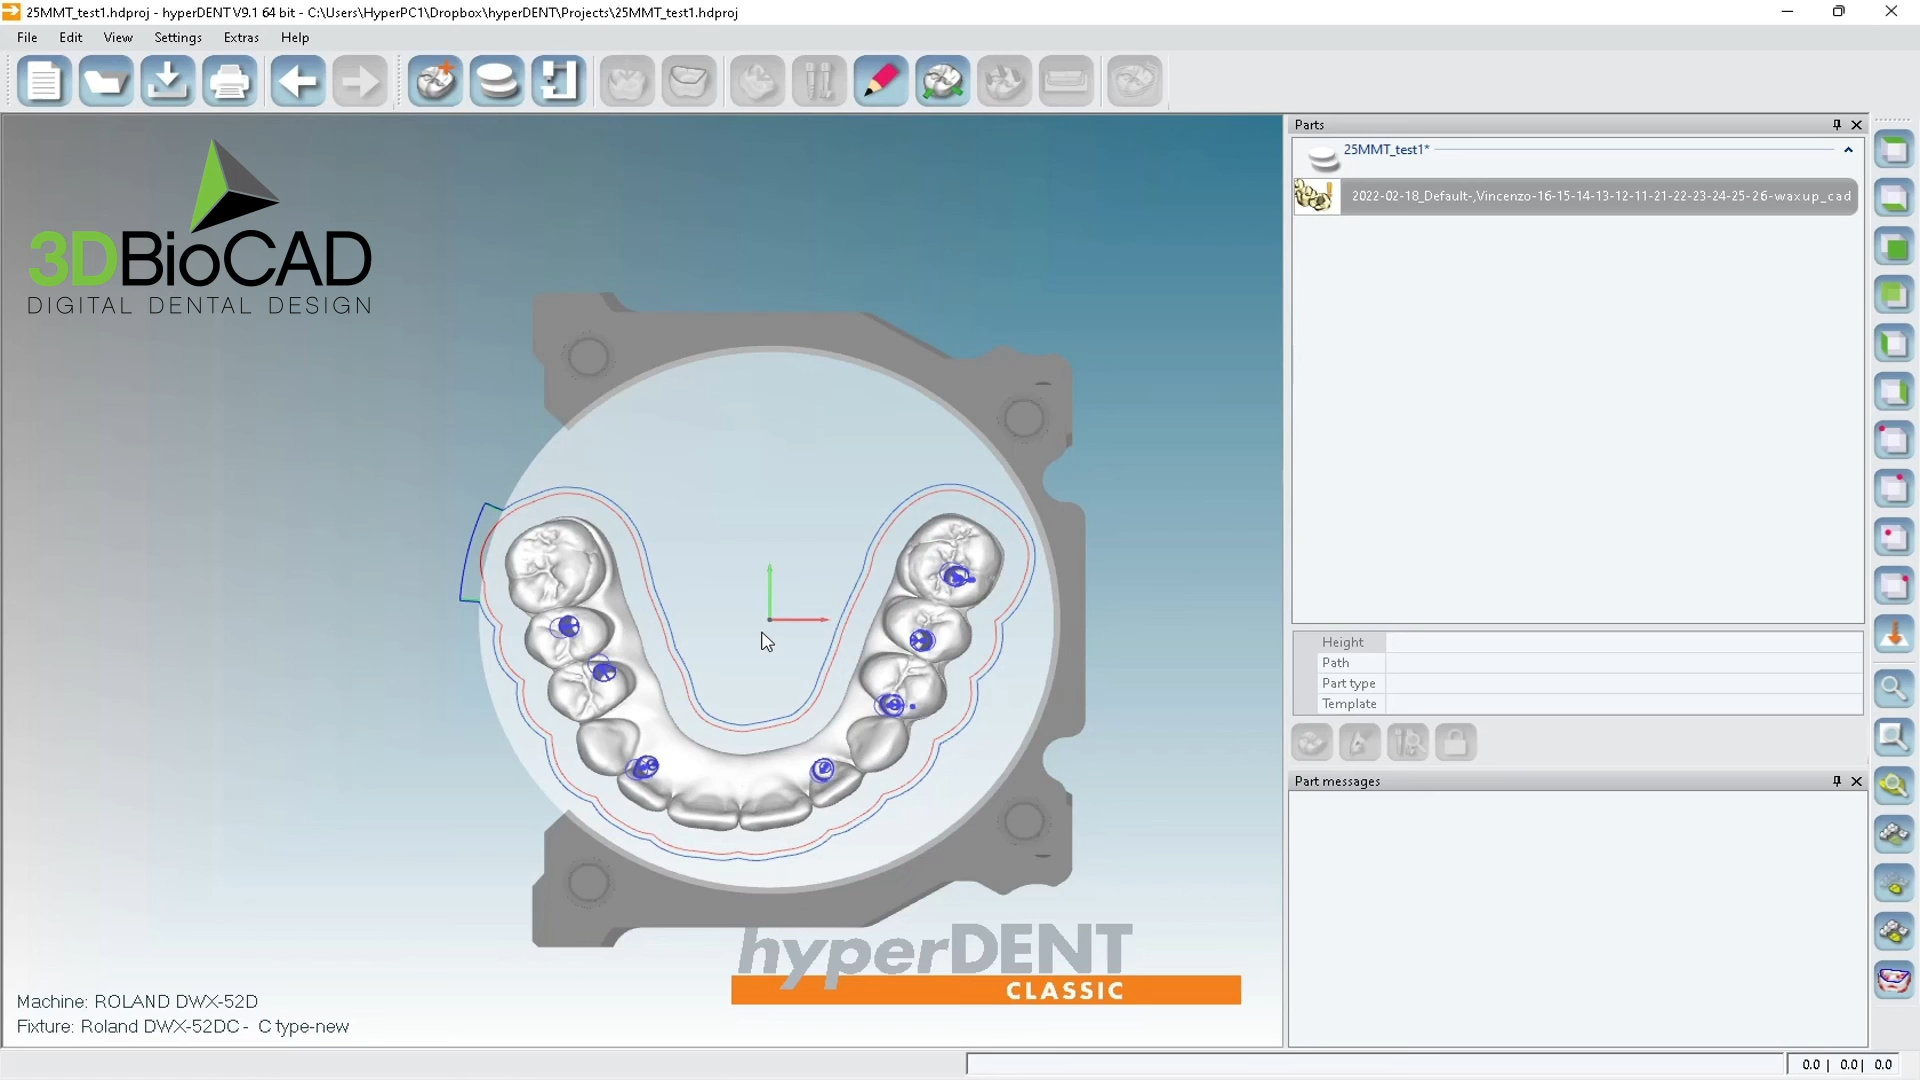 25MMT_test1.hdproj - hyperDENT V9.1 64 bit - C:\Users\HyperPC1\Dropbox\hyperDENT\Projects\25MMT_test1.hdproj
File Edit View Settings Extras Help
Parts
25MMT_test1*
2022-02-18_Default-,Vincenzo-16-15-14-13-12-11-21-22-23-24-25-26-waxup_cad
3DBioCAD
DIGITAL DENTAL DESIGN
Height
Path
Part type
Template
Part messages
hyperDENT
CLASSIC
Machine: ROLAND DWX-52D
Fixture: Roland DWX-52DC - C type-new
0.0 | 0.0 | 0.0